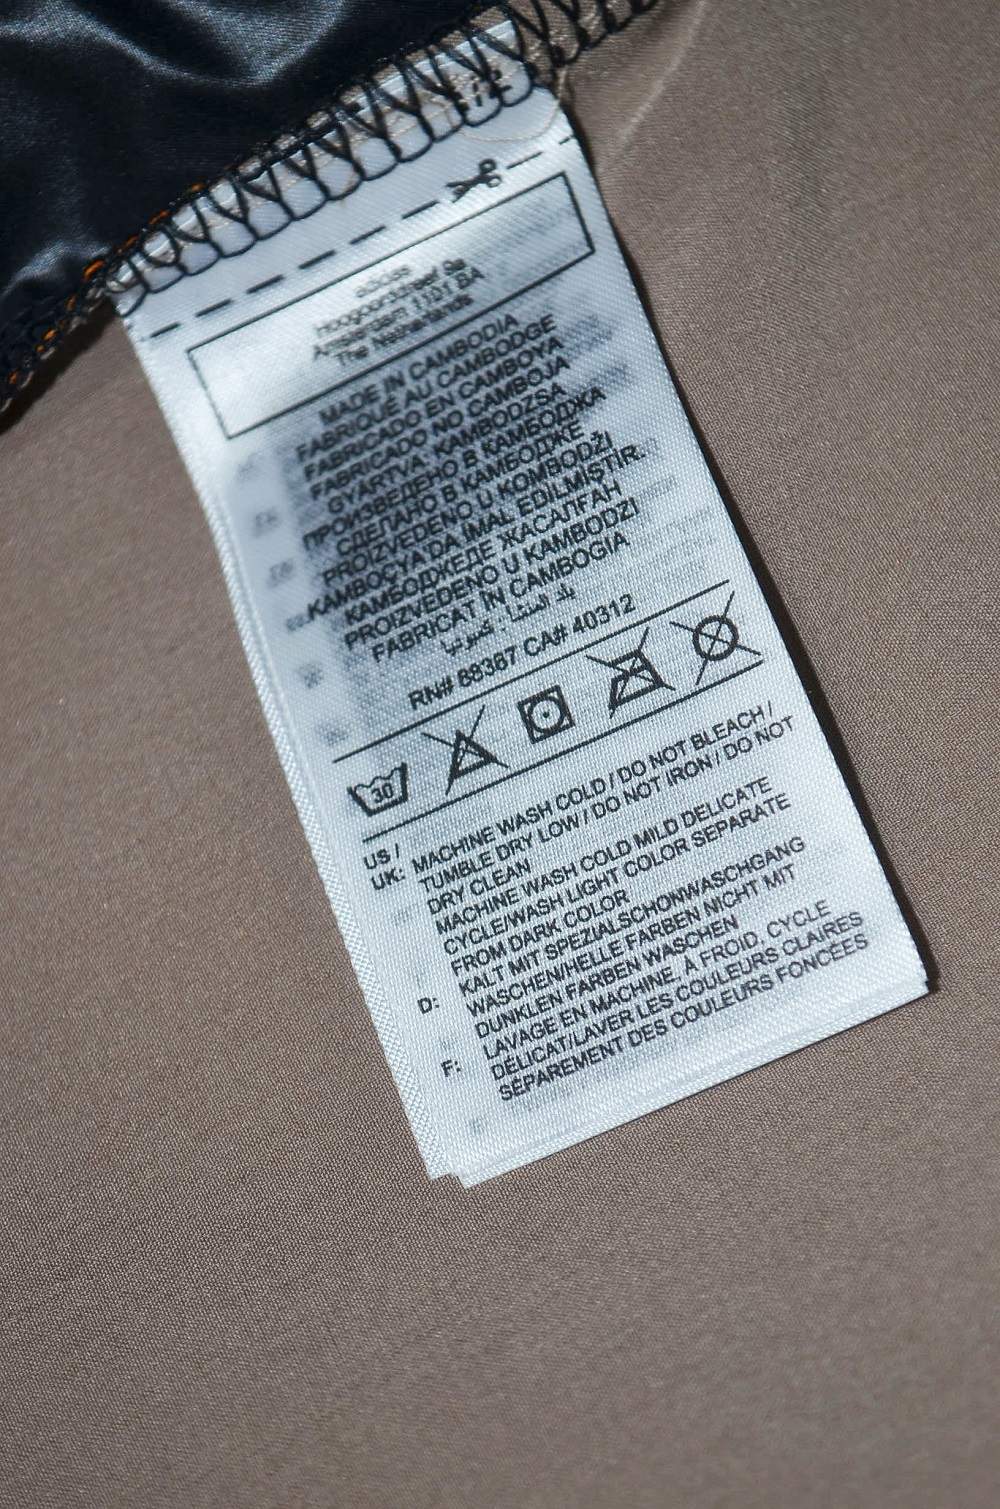 adidas
Hoogoorddreef 9a
Amsterdam 1101 BA
The Netherlands
MADE IN CAMBODIA
FABRIQUÉ AU CAMBODGE
FABRICADO EN CAMBOYA
FABRICADO NO CAMBOJA
GYÁRTVA: KAMBODZSA
ПРОИЗВЕДЕНО В КАМБОДЖА
СДЕЛАНО В КАМБОДЖЕ
PROIZVEDENO U KOMBODŽI
KAMBOÇYA'DA İMAL EDİLMİŞTİR.
КАМБОДЖЕДЕ ЖАСАЛҒАН
PROIZVEDENO U KAMBODZI
FABRICAT IN CAMBOGIA
بلد المنشا : كمبوديا
RN# 88387 CA# 40312
30
US / UK: MACHINE WASH COLD / DO NOT BLEACH /
TUMBLE DRY LOW / DO NOT IRON / DO NOT
DRY CLEAN
MACHINE WASH COLD MILD DELICATE
CYCLE/WASH LIGHT COLOR SEPARATE
FROM DARK COLOR
D: KALT MIT SPEZIALSCHONWASCHGANG
WASCHEN/HELLE FARBEN NICHT MIT
DUNKLEN FARBEN WASCHEN
F: LAVAGE EN MACHINE, À FROID, CYCLE
DÉLICAT/LAVER LES COULEURS CLAIRES
SÉPAREMENT DES COULEURS FONCÉES